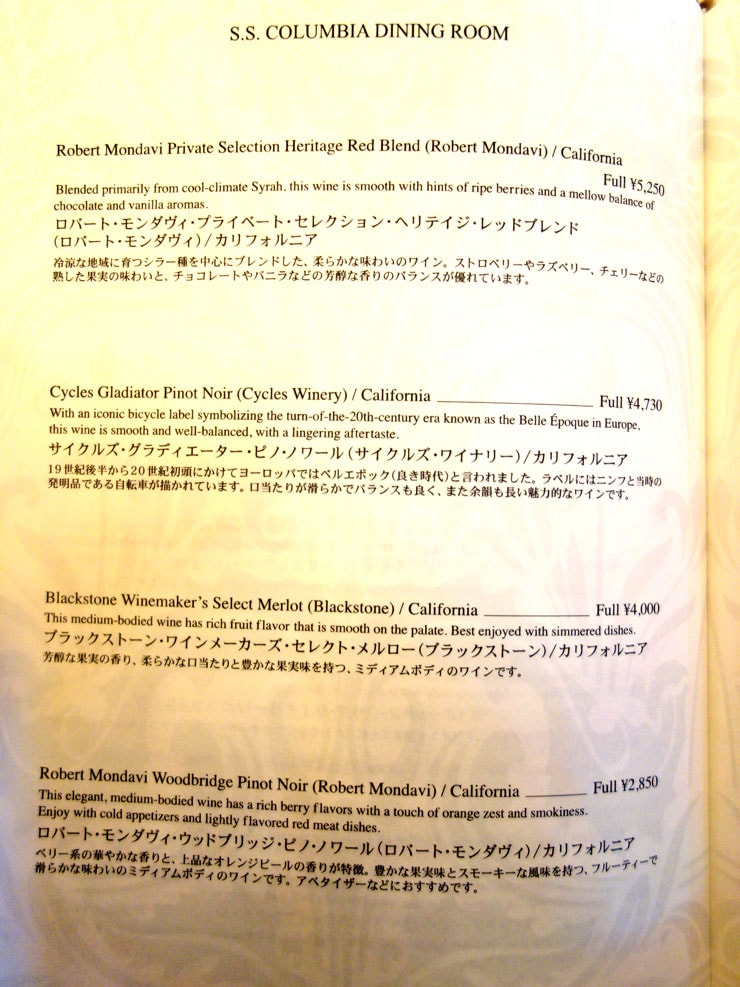 S.S. COLUMBIA DINING ROOM
Robert Mondavi Private Selection Heritage Red Blend (Robert Mondavi) / California
Full ¥5,250
Blended primarily from cool-climate Syrah. this wine is smooth with hints of ripe berries and a mellow balance of
chocolate and vanilla aromas.
ロバート・モンダヴィ・プライベート・セレクション・ヘリテイジ・レッドブレンド
(ロバート・モンダヴィ)/カリフォルニア
冷涼な地域に育つシラー種を中心にブレンドした、柔らかな味わいのワイン。ストロベリーやラズベリー、チェリーなどの
熟した果実の味わいと、チョコレートやバニラなどの芳醇な香りのバランスが優れています。
Cycles Gladiator Pinot Noir (Cycles Winery) / California ________ Full ¥4,730
With an iconic bicycle label symbolizing the turn-of-the-20th-century era known as the Belle Époque in Europe,
this wine is smooth and well-balanced, with a lingering aftertaste.
サイクルズ・グラディエーター・ピノ・ノワール(サイクルズ・ワイナリー)/カリフォルニア
19世紀後半から20世紀初頭にかけてヨーロッパではベルエポック(良き時代)と言われました。ラベルにはニンフと当時の
発明品である自転車が描かれています。口当たりが滑らかでバランスも良く、また余韻も長い魅力的なワインです。
Blackstone Winemaker's Select Merlot (Blackstone) / California ________ Full ¥4,000
This medium-bodied wine has rich fruit flavor that is smooth on the palate. Best enjoyed with simmered dishes.
ブラックストーン・ワインメーカーズ・セレクト・メルロー(ブラックストーン)/カリフォルニア
芳醇な果実の香り、柔らかな口当たりと豊かな果実味を持つ、ミディアムボディのワインです。
Robert Mondavi Woodbridge Pinot Noir (Robert Mondavi) / California ________ Full ¥2,850
This elegant, medium-bodied wine has a rich berry flavors with a touch of orange zest and smokiness.
Enjoy with cold appetizers and lightly flavored red meat dishes.
ロバート・モンダヴィ・ウッドブリッジ・ピノ・ノワール(ロバート・モンダヴィ)/カリフォルニア
ベリー系の華やかな香りと、上品なオレンジピールの香りが特徴。豊かな果実味とスモーキーな風味を持つ、フルーティーで
滑らかな味わいのミディアムボディのワインです。アペタイザーなどにおすすめです。